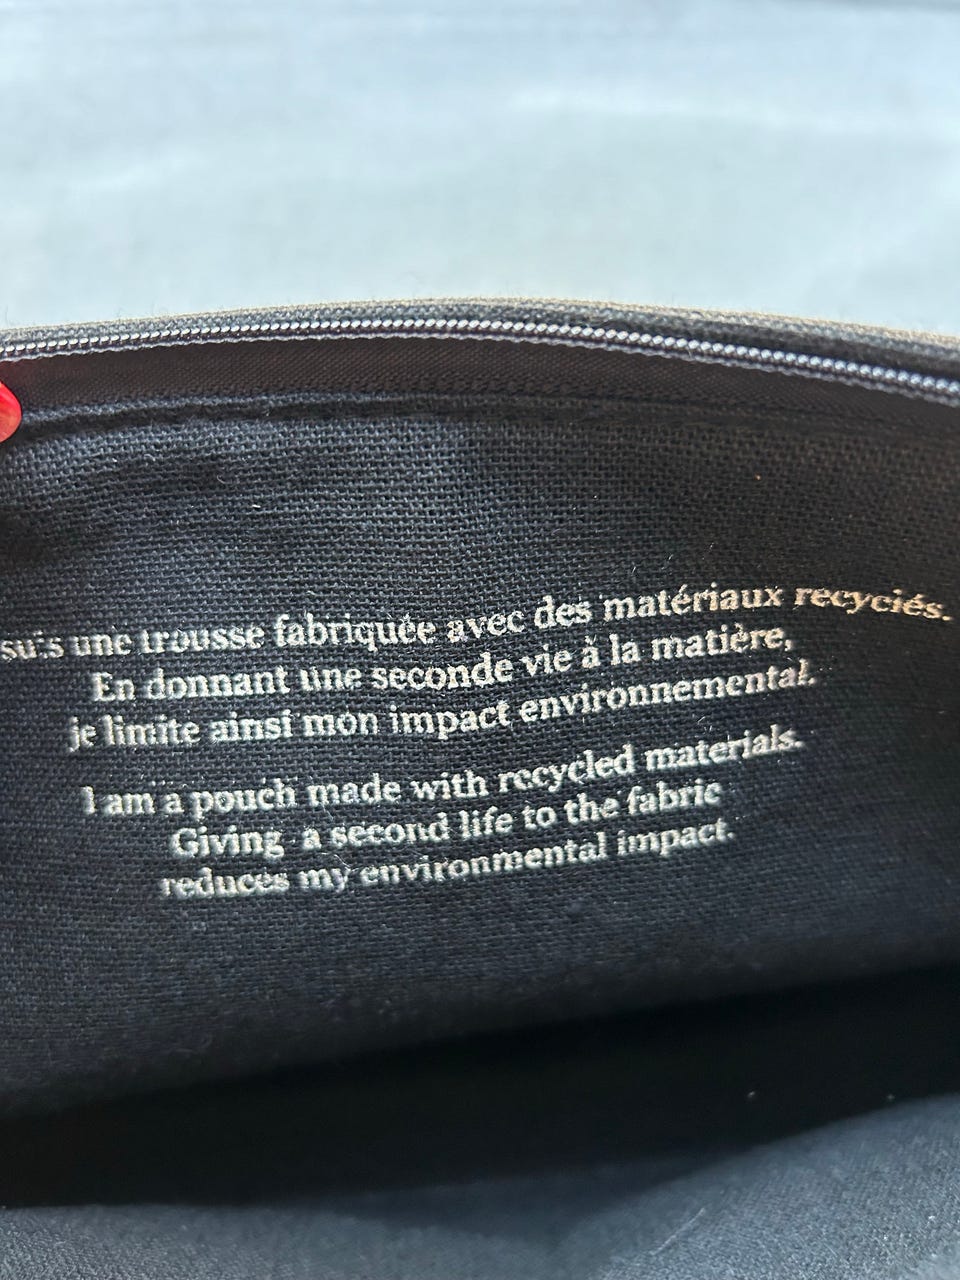 suis une trousse fabriquée avec des matériaux recyclés.
En donnant une seconde vie à la matière,
je limite ainsi mon impact environnemental.
I am a pouch made with recycled materials.
Giving a second life to the fabric
reduces my environmental impact.